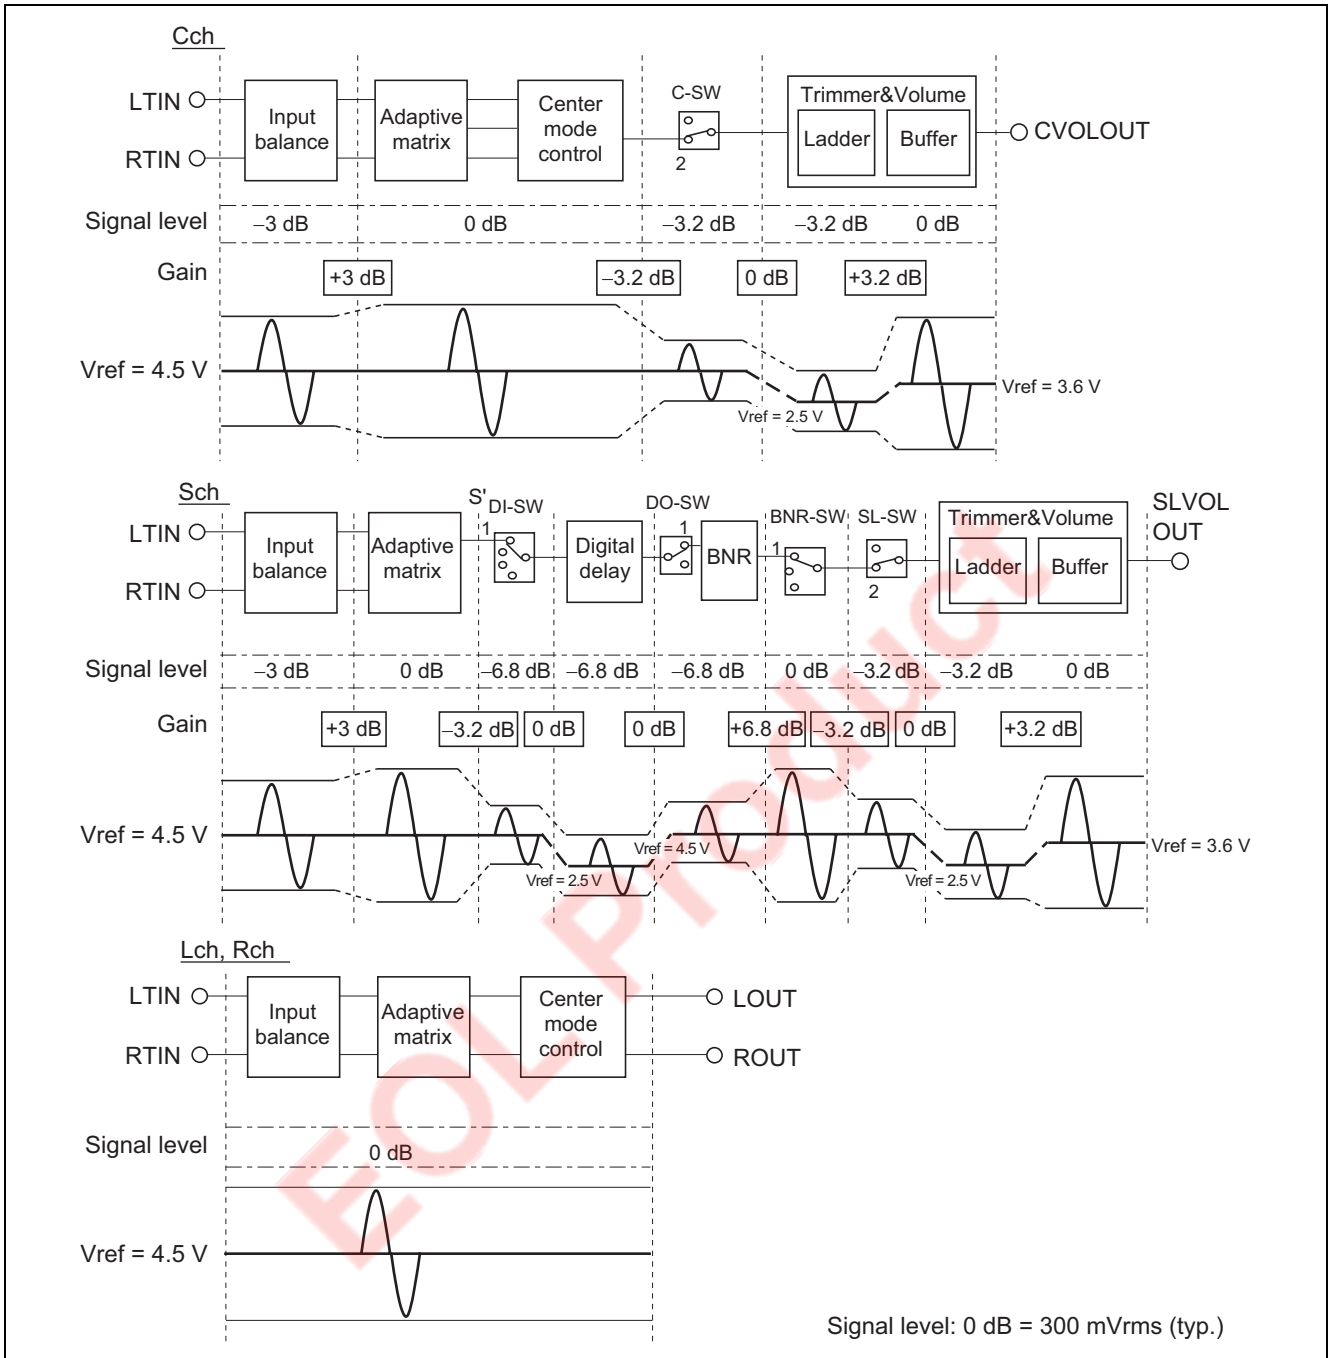 Cch
LTIN
RTIN
Input
balance
Adaptive
matrix
Center
mode
control
C-SW
2
Trimmer&Volume
Ladder
Buffer
CVOLOUT
Signal level
−3 dB
0 dB
−3.2 dB
−3.2 dB
0 dB
Gain
+3 dB
−3.2 dB
0 dB
+3.2 dB
Vref = 4.5 V
Vref = 2.5 V
Vref = 3.6 V
Sch
LTIN
RTIN
Input
balance
Adaptive
matrix
S'
DI-SW
1
Digital
delay
DO-SW
1
BNR
BNR-SW
1
SL-SW
2
Trimmer&Volume
Ladder
Buffer
SLVOL
OUT
Signal level
−3 dB
0 dB
−6.8 dB
−6.8 dB
−6.8 dB
0 dB
−3.2 dB
−3.2 dB
0 dB
Gain
+3 dB
−3.2 dB
0 dB
0 dB
+6.8 dB
−3.2 dB
0 dB
+3.2 dB
Vref = 4.5 V
Vref = 2.5 V
Vref = 4.5 V
Vref = 2.5 V
Vref = 3.6 V
Lch, Rch
LTIN
RTIN
Input
balance
Adaptive
matrix
Center
mode
control
LOUT
ROUT
Signal level
0 dB
Vref = 4.5 V
Signal level: 0 dB = 300 mVrms (typ.)
EOL Product